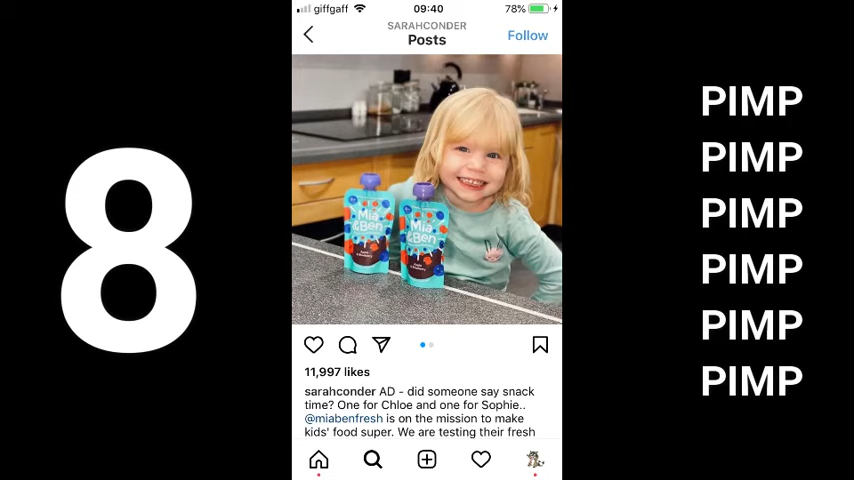 8
giffgaff
09:40
78%
SARAHCONDER
Posts
Follow
Mia
&Ben
Mia
&Ben
11,997 likes
sarahconder AD - did someone say snack
time? One for Chloe and one for Sophie..
@miabenfresh is on the mission to make
kids' food super. We are testing their fresh
PIMP
PIMP
PIMP
PIMP
PIMP
PIMP